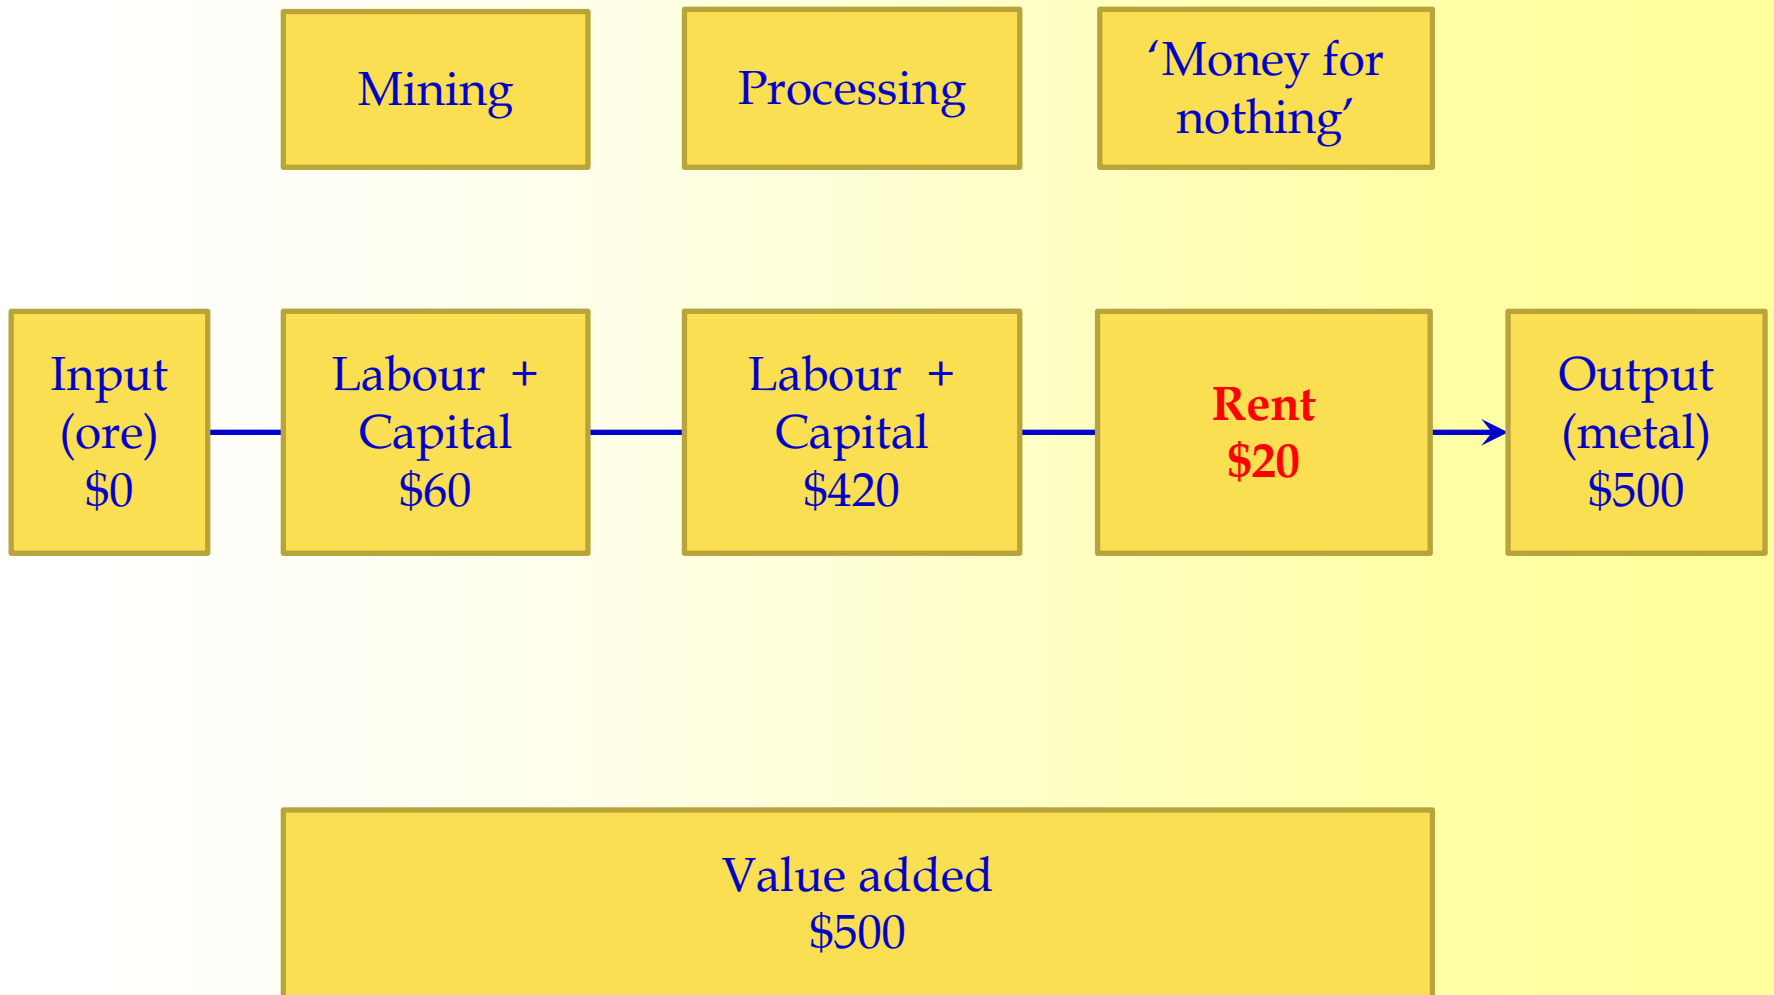 Mining
Processing
‘Money for
nothing’
Input
(ore)
$0
Labour +
Capital
$60
Labour +
Capital
$420
Rent
$20
Output
(metal)
$500
Value added
$500